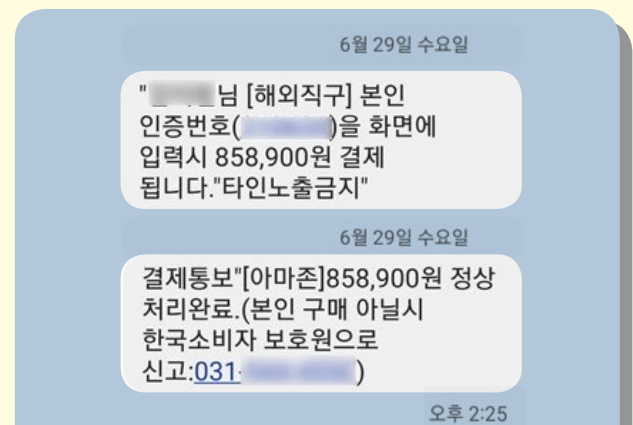 6월 29일 수요일
"님 [해외직구] 본인
인증번호()을 화면에
입력시 858,900원 결제
됩니다."타인노출금지"
6월 29일 수요일
결제통보"[아마존]858,900원 정상
처리완료.(본인 구매 아닐시
한국소비자 보호원으로
신고:031-)
오후 2:25